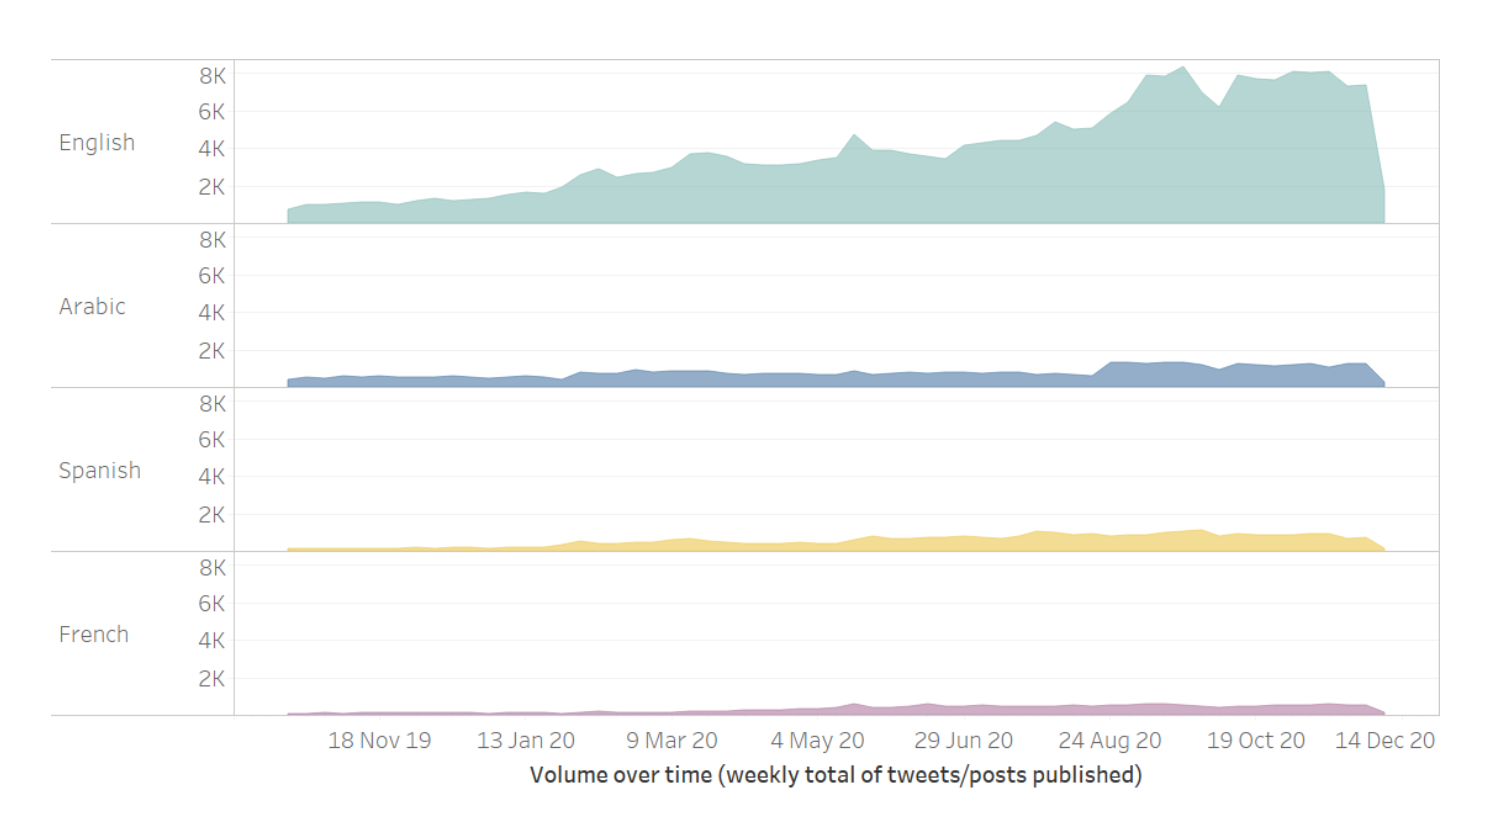 8K
6K
English
4K
2K
8K
6K
Arabic
4K
2K
8K
6K
Spanish
4K
2K
8K
6K
French
4K
2K
18 Nov 19 13 Jan 20 9 Mar 20 4 May 20 29 Jun 20 24 Aug 20 19 Oct 20 14 Dec 20
Volume over time (weekly total of tweets/posts published)